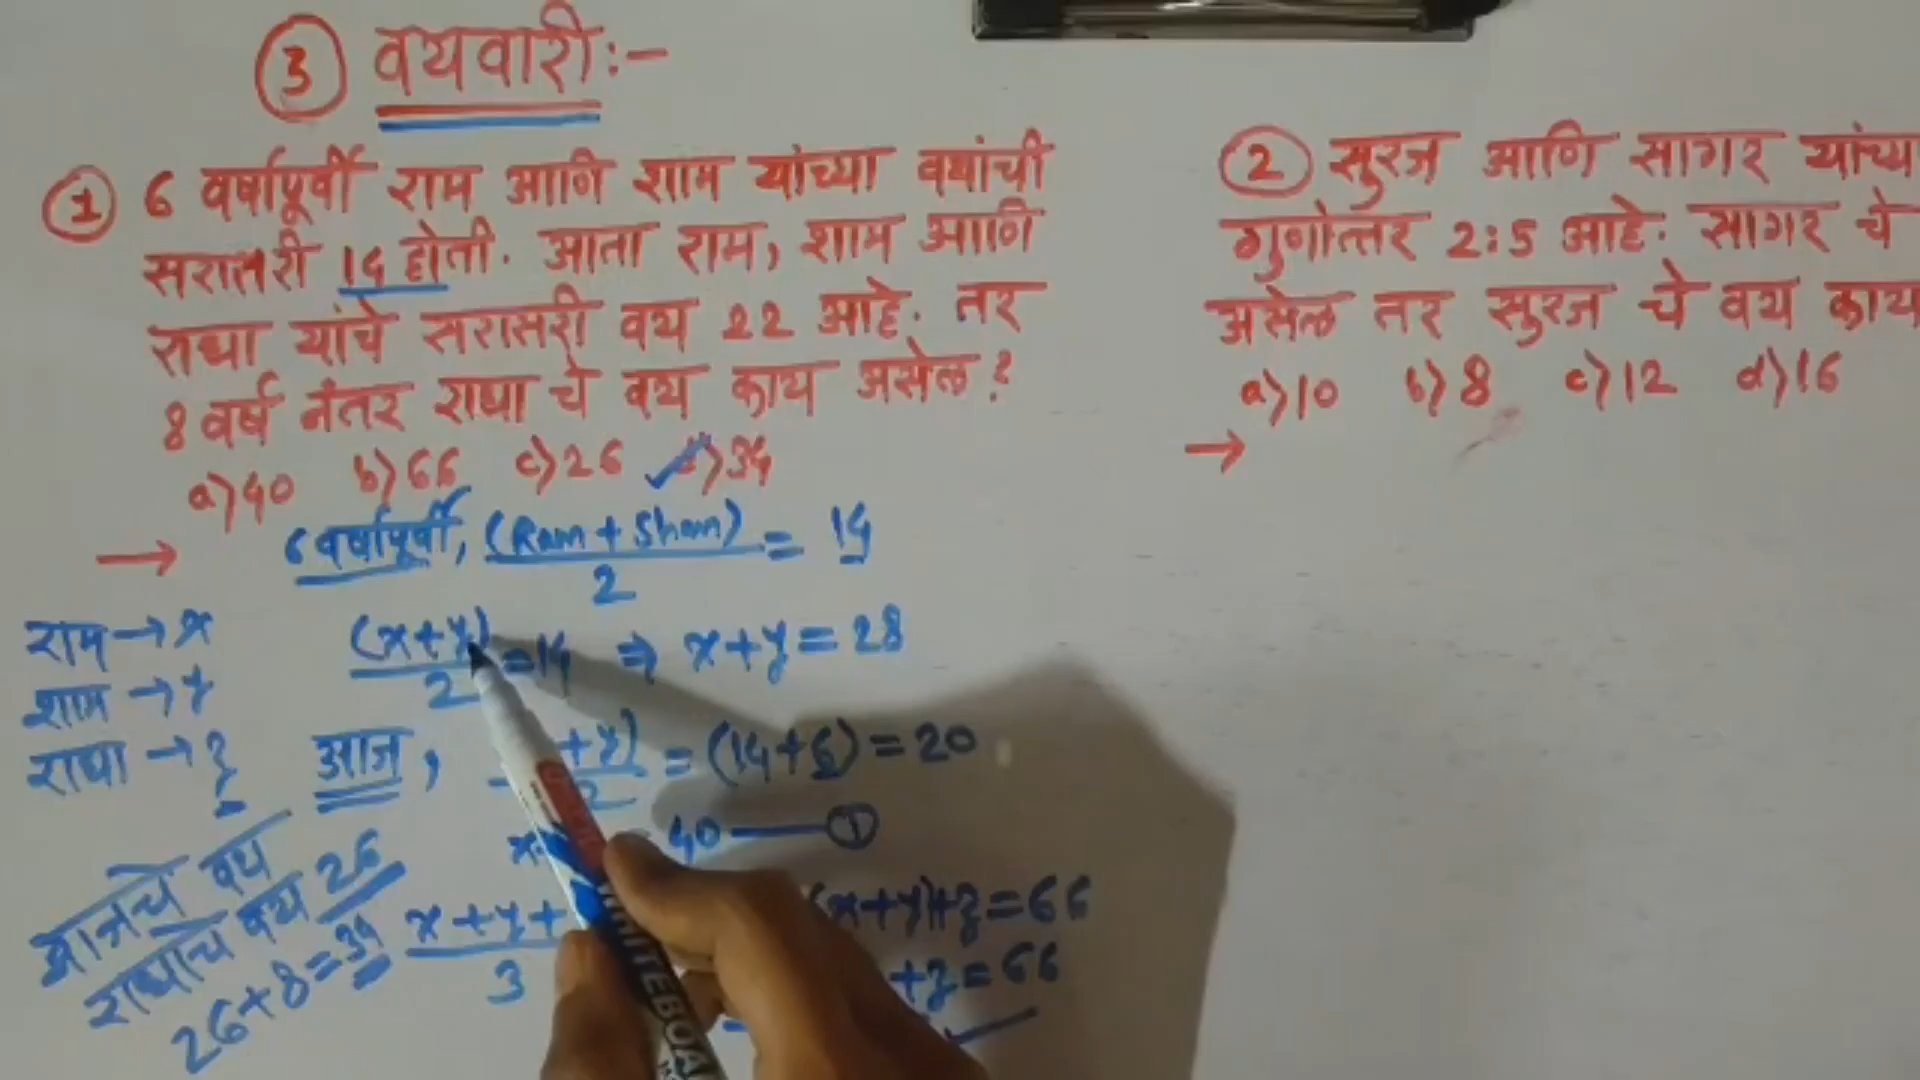 3 वयवारी:-
1 6 वर्षापूर्वी राम आणि शाम यांच्या वयांची
सरासरी 14 होती. आता राम, शाम आणि
राधा यांचे सरासरी वय 22 आहे. तर
8 वर्ष नंतर राधा चे वय काय असेल?
a) 40 b) 66 c) 26 d) 34
→ 6 वर्षापूर्वी, (Ram + Sham) / 2 = 14
राम → x
शाम → y
राधा → z
(x+y)/2 = 14 ⇒ x+y = 28
आज, +y) / 2 = (14+6) = 20
x 40 — 1
x+y+ / 3 (x+y)+z = 66
+z = 66
आजचे वय
राधाचे वय 26
26+8=34
2 सुरज आणि सागर यांच्य
गुणोत्तर 2:5 आहे. सागर चे
असेल तर सुरज चे वय काय
a) 10 b) 8 c) 12 d) 16
→
WHITEBOA